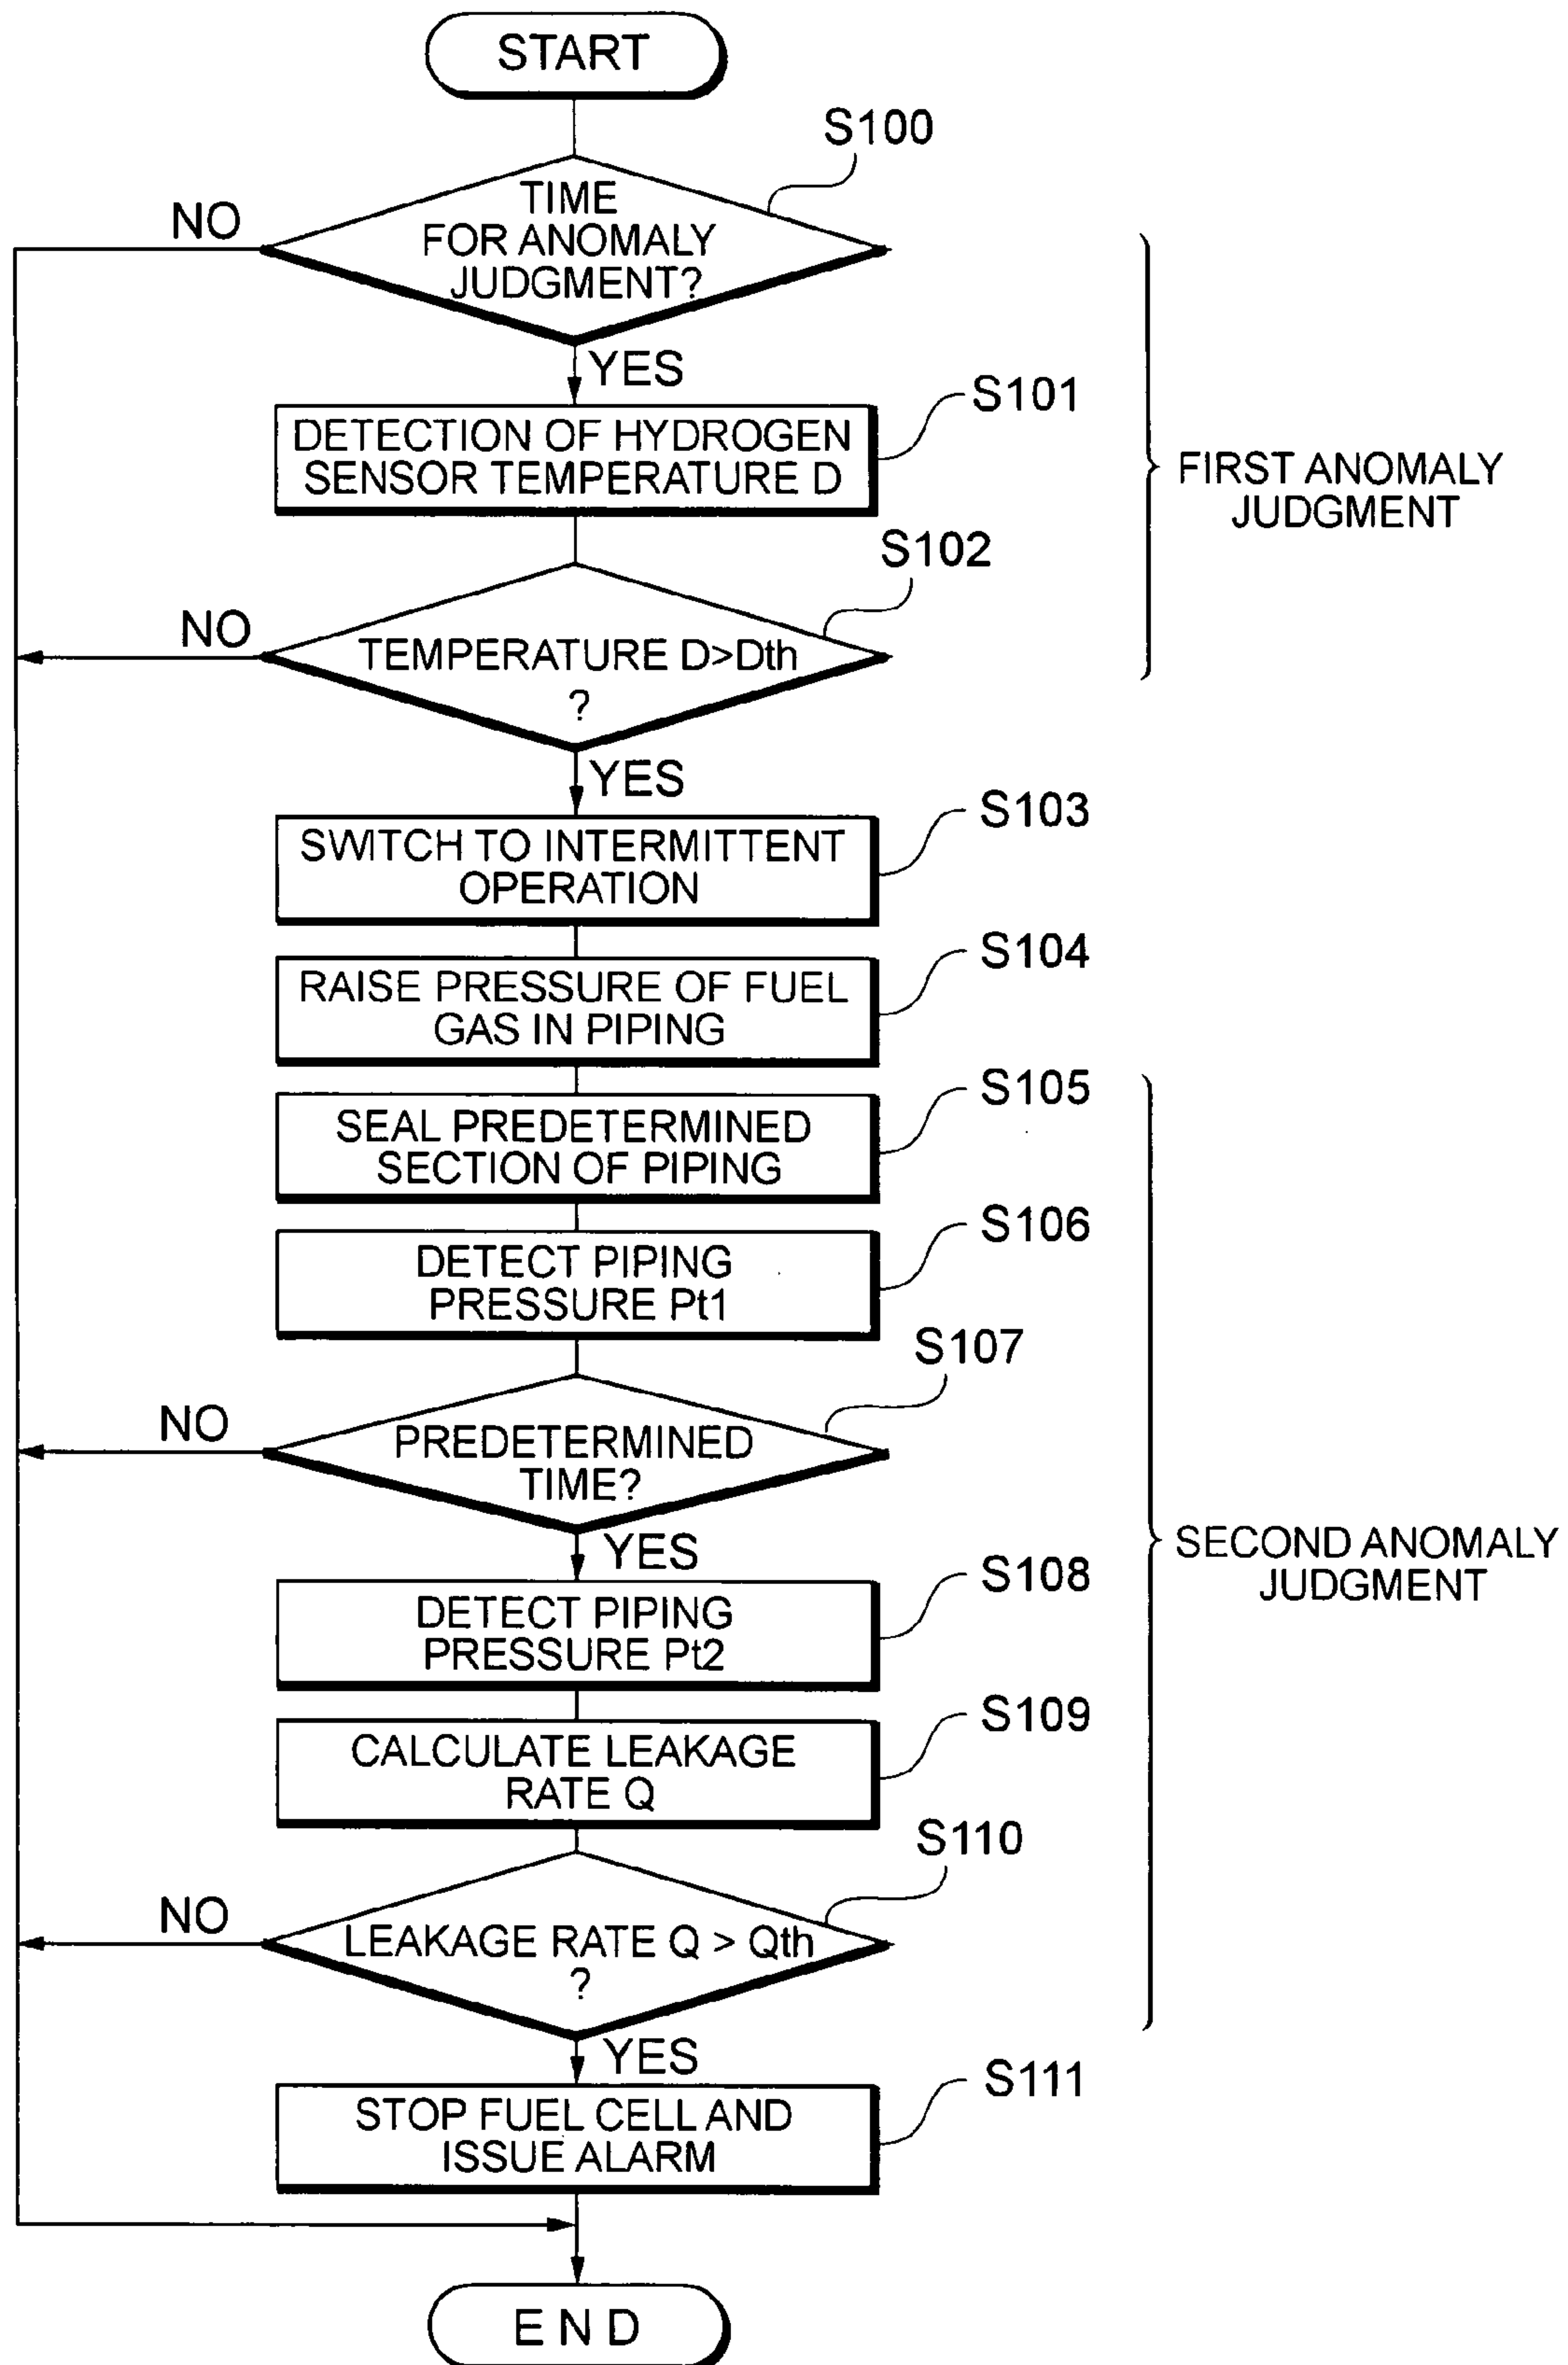 START
S100
TIME
FOR ANOMALY
JUDGMENT?
NO
YES
S101
DETECTION OF HYDROGEN
SENSOR TEMPERATURE D
FIRST ANOMALY
JUDGMENT
S102
NO
TEMPERATURE D>Dth
?
YES
S103
SWITCH TO INTERMITTENT
OPERATION
S104
RAISE PRESSURE OF FUEL
GAS IN PIPING
S105
SEAL PREDETERMINED
SECTION OF PIPING
S106
DETECT PIPING
PRESSURE Pt1
S107
NO
PREDETERMINED
TIME?
YES
SECOND ANOMALY
JUDGMENT
S108
DETECT PIPING
PRESSURE Pt2
S109
CALCULATE LEAKAGE
RATE Q
S110
NO
LEAKAGE RATE Q > Qth
?
YES
S111
STOP FUEL CELL AND
ISSUE ALARM
END